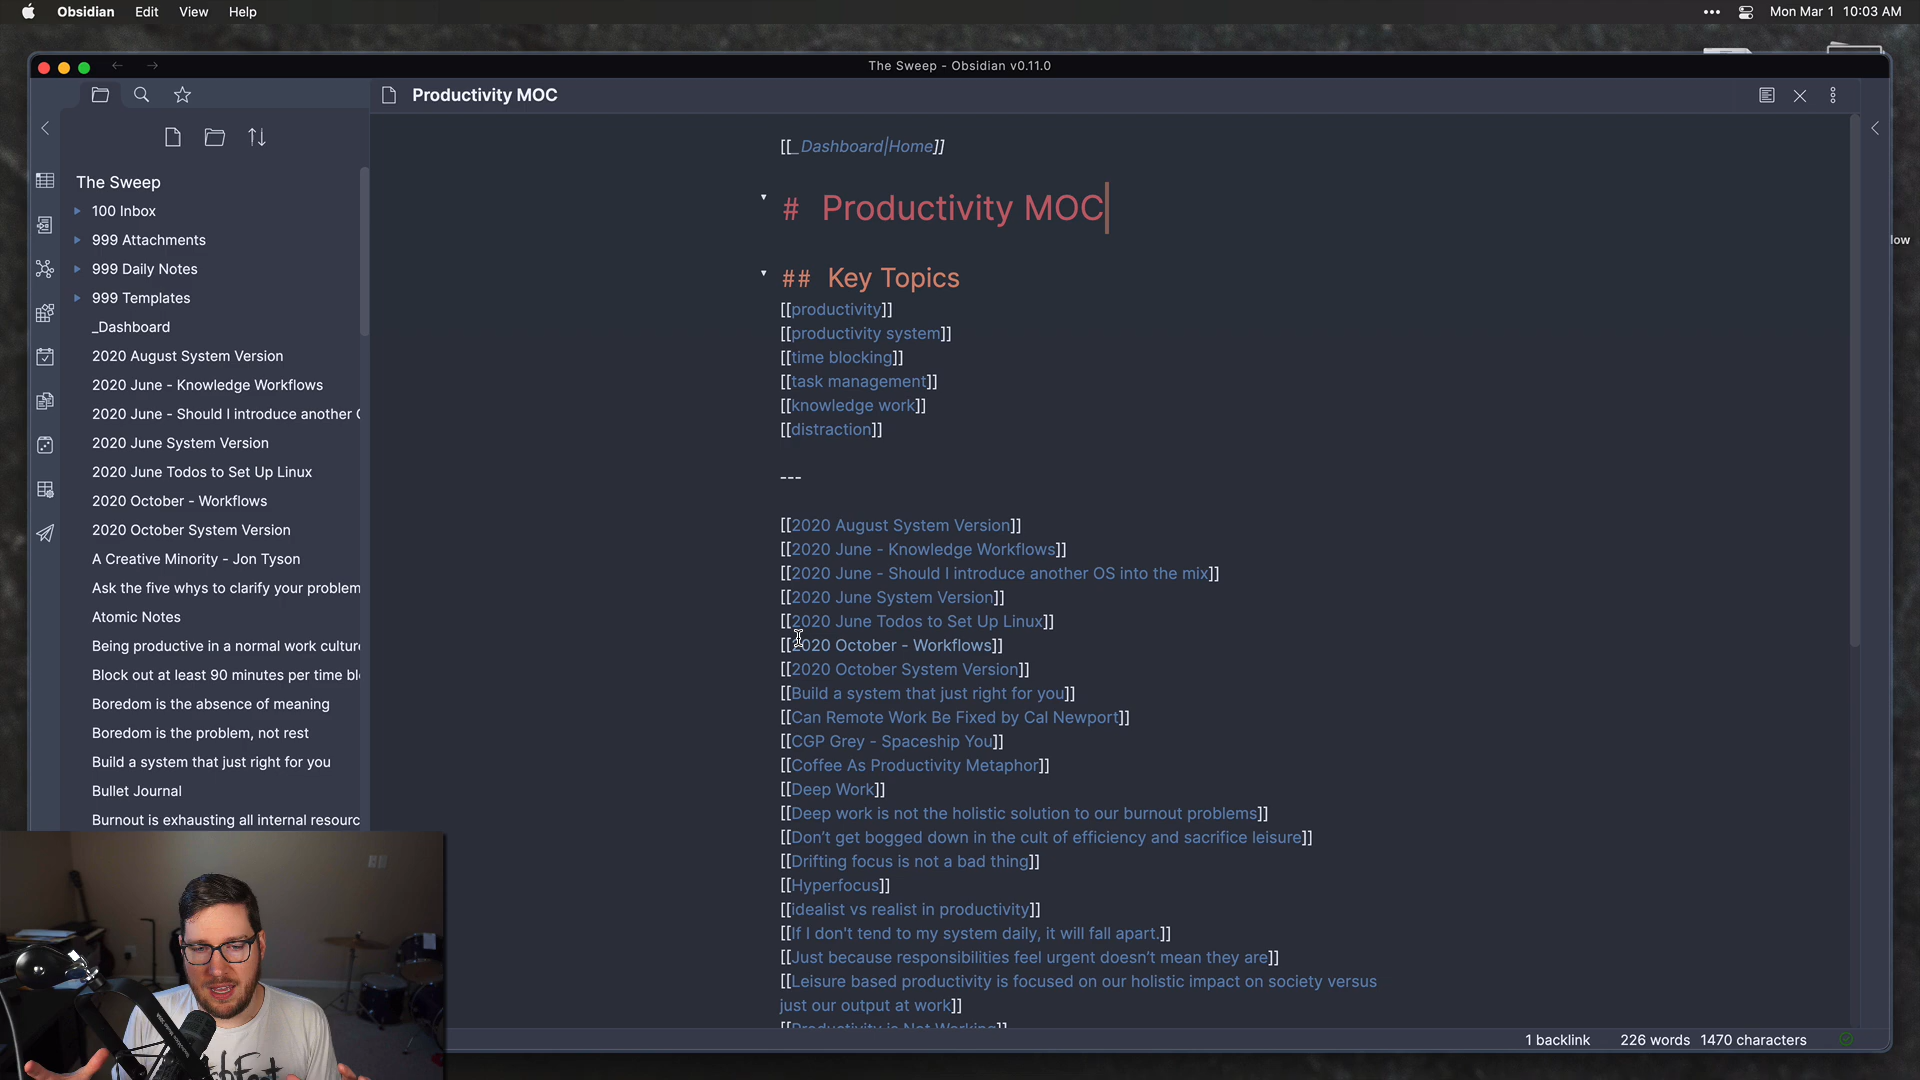 Obsidian Edit View Help
Mon Mar 1 10:03 AM
The Sweep - Obsidian v0.11.0
Productivity MOC
The Sweep
100 Inbox
999 Attachments
999 Daily Notes
999 Templates
_Dashboard
2020 August System Version
2020 June - Knowledge Workflows
2020 June - Should I introduce another
2020 June System Version
2020 June Todos to Set Up Linux
2020 October - Workflows
2020 October System Version
A Creative Minority - Jon Tyson
Ask the five whys to clarify your problem
Atomic Notes
Being productive in a normal work culture
Block out at least 90 minutes per time bl
Boredom is the absence of meaning
Boredom is the problem, not rest
Build a system that just right for you
Bullet Journal
Burnout is exhausting all internal resourc
[[_Dashboard|Home]]
# Productivity MOC
## Key Topics
[[productivity]]
[[productivity system]]
[[time blocking]]
[[task management]]
[[knowledge work]]
[[distraction]]
---
[[2020 August System Version]]
[[2020 June - Knowledge Workflows]]
[[2020 June - Should I introduce another OS into the mix]]
[[2020 June System Version]]
[[2020 June Todos to Set Up Linux]]
[[2020 October - Workflows]]
[[2020 October System Version]]
[[Build a system that just right for you]]
[[Can Remote Work Be Fixed by Cal Newport]]
[[CGP Grey - Spaceship You]]
[[Coffee As Productivity Metaphor]]
[[Deep Work]]
[[Deep work is not the holistic solution to our burnout problems]]
[[Don’t get bogged down in the cult of efficiency and sacrifice leisure]]
[[Drifting focus is not a bad thing]]
[[Hyperfocus]]
[[idealist vs realist in productivity]]
[[If I don't tend to my system daily, it will fall apart.]]
[[Just because responsibilities feel urgent doesn’t mean they are]]
[[Leisure based productivity is focused on our holistic impact on society versus
just our output at work]]
[[Productivity is Not Working]]
low
1 backlink 226 words 1470 characters